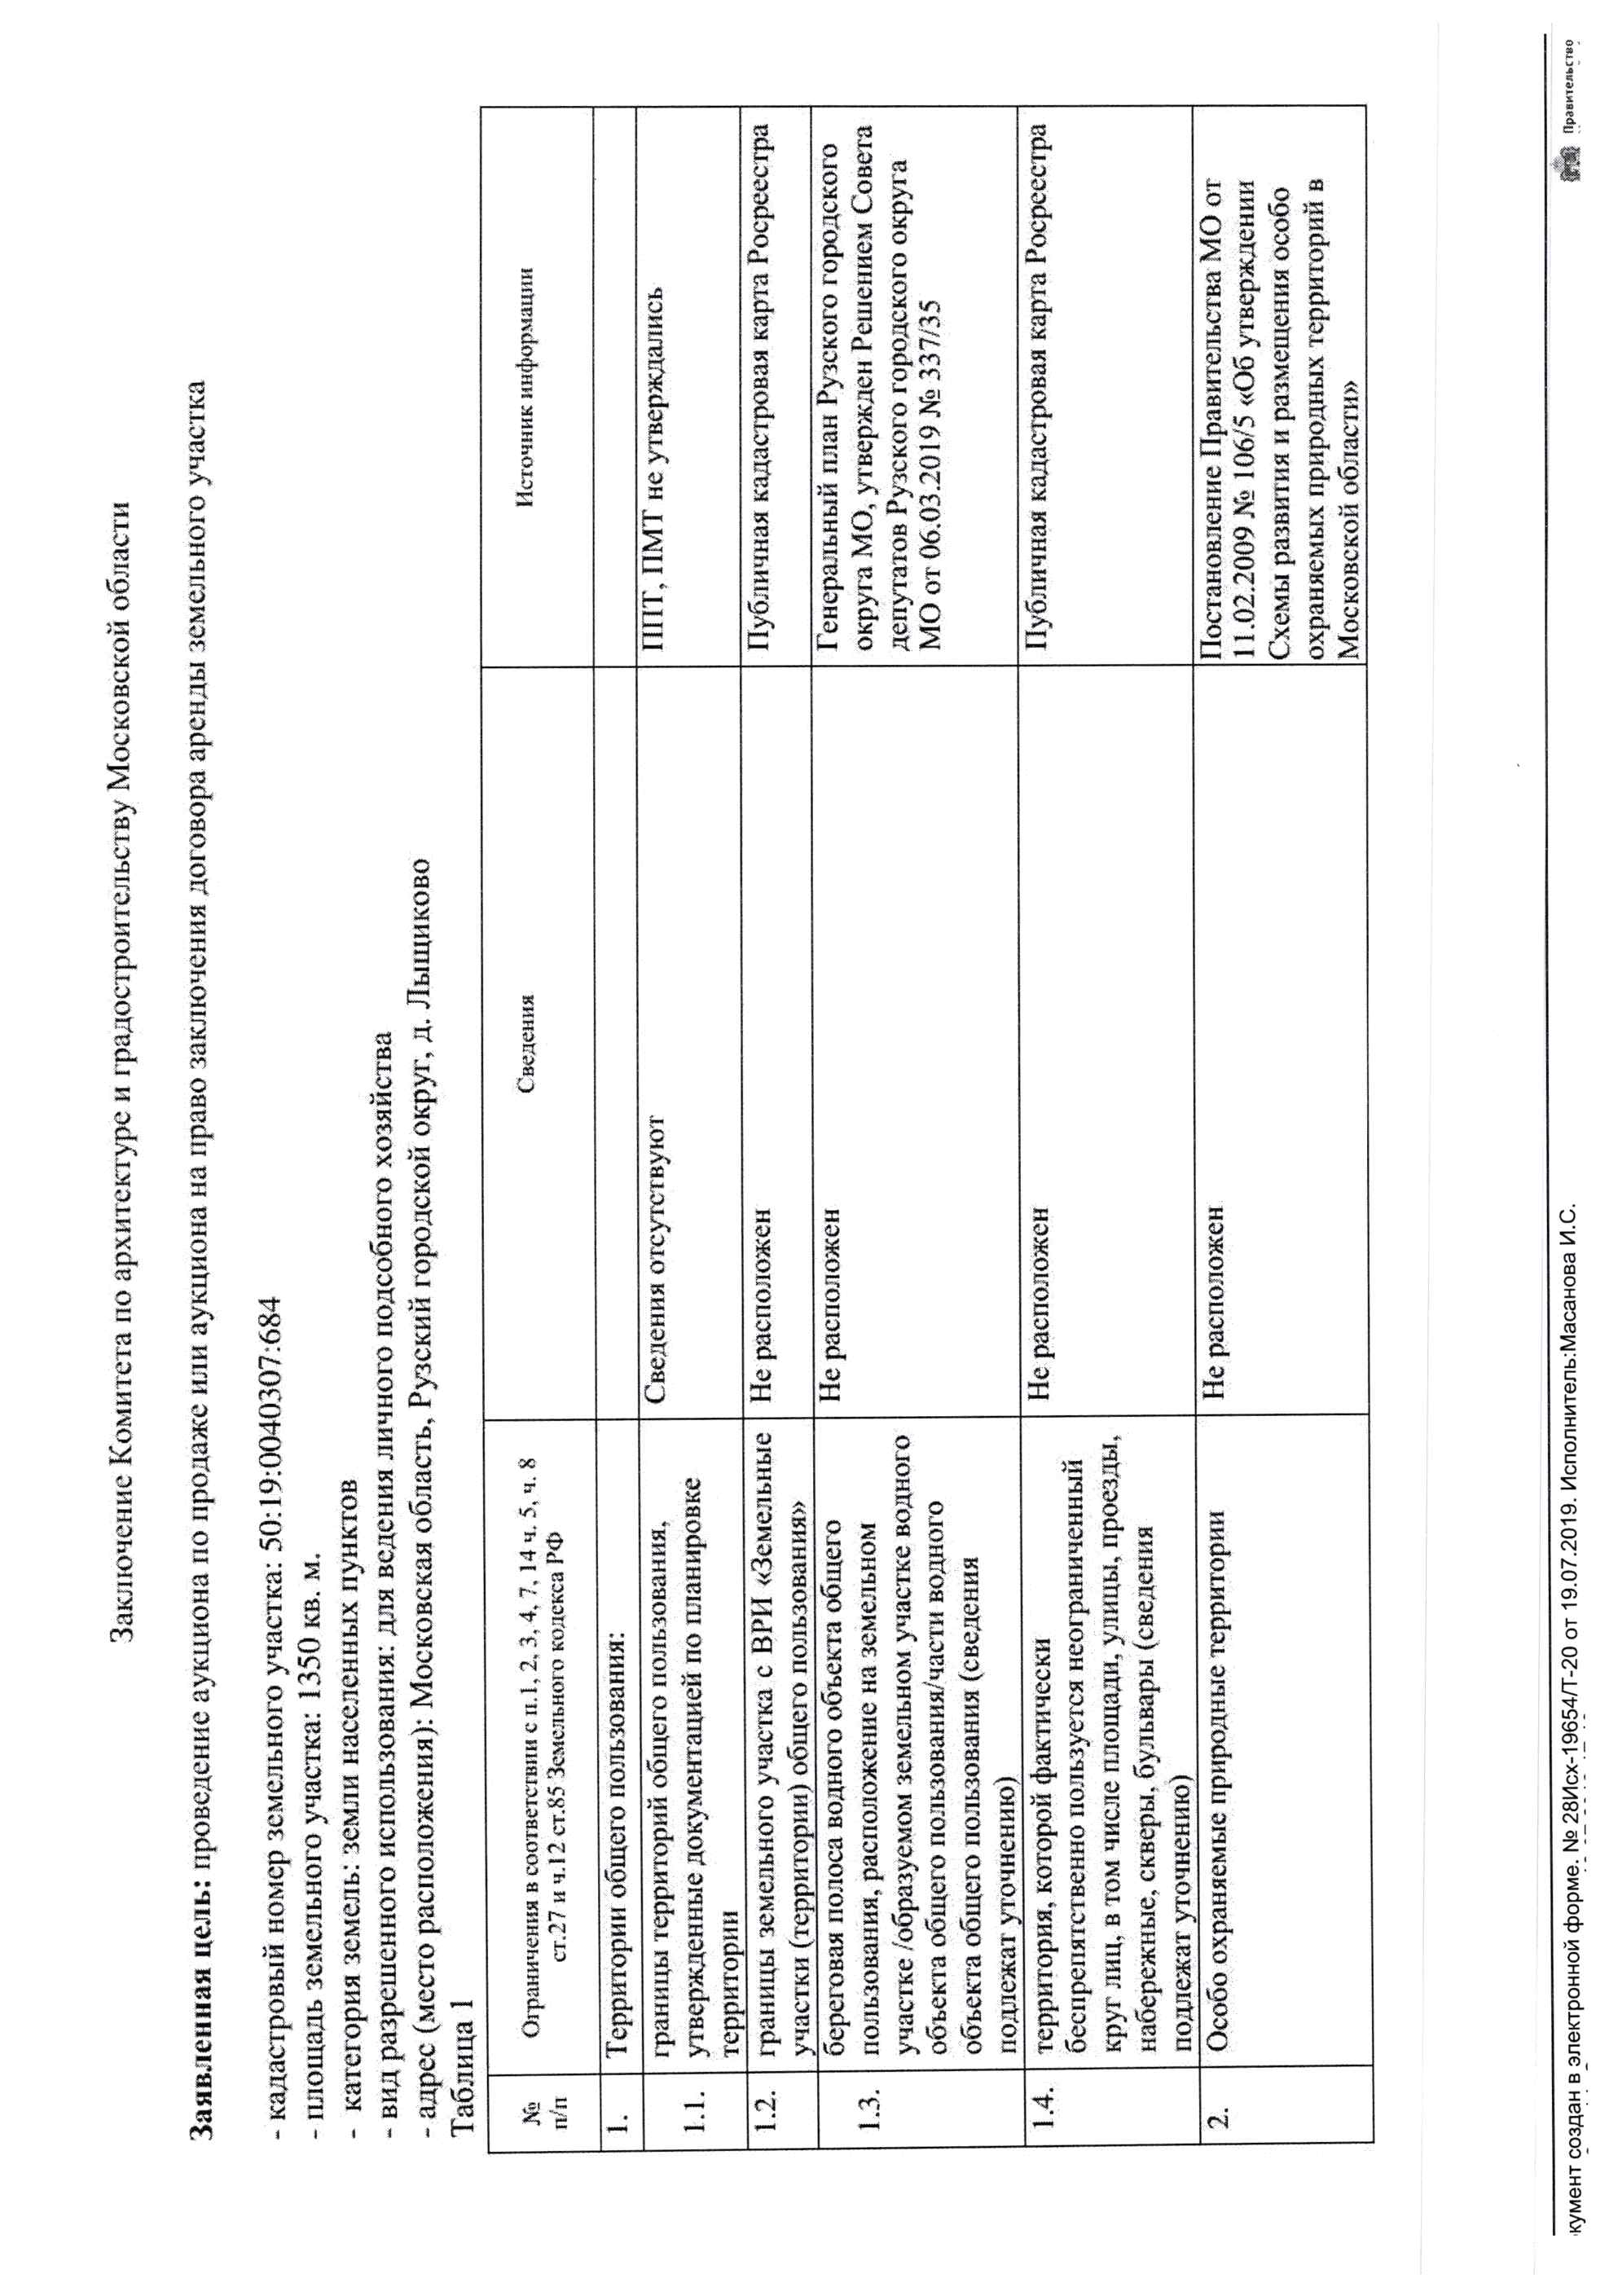 Заключение Комитета по архитектуре и градостроительству Московской области
Заявленная цель: проведение аукциона по продаже или аукциона на право заключения договора аренды земельного участка
- кадастровый номер земельного участка: 50:19:0040307:684
- площадь земельного участка: 1350 кв. м.
- категория земель: земли населенных пунктов
- вид разрешенного использования: для ведения личного подсобного хозяйства
- адрес (место расположения): Московская область, Рузский городской округ, д. Лыщиково
Таблица 1
№
п/п
Ограничения в соответствии с п.1, 2, 3, 4, 7, 14 ч. 5, ч. 8
ст.27 и ч.12 ст.85 Земельного кодекса РФ
Сведения
Источник информации
1.
Территории общего пользования:
1.1.
границы территорий общего пользования,
утвержденные документацией по планировке
территории
Сведения отсутствуют
ППТ, ПМТ не утверждались
1.2.
границы земельного участка с ВРИ «Земельные
участки (территории) общего пользования»
Не расположен
Публичная кадастровая карта Росреестра
1.3.
береговая полоса водного объекта общего
пользования, расположение на земельном
участке /образуемом земельном участке водного
объекта общего пользования/части водного
объекта общего пользования (сведения
подлежат уточнению)
Не расположен
Генеральный план Рузского городского
округа МО, утвержден Решением Совета
депутатов Рузского городского округа
МО от 06.03.2019 № 337/35
1.4.
территория, которой фактически
беспрепятственно пользуется неограниченный
круг лиц, в том числе площади, улицы, проезды,
набережные, скверы, бульвары (сведения
подлежат уточнению)
Не расположен
Публичная кадастровая карта Росреестра
2.
Особо охраняемые природные территории
Не расположен
Постановление Правительства МО от
11.02.2009 № 106/5 «Об утверждении
Схемы развития и размещения особо
охраняемых природных территорий в
Московской области»
кумент создан в электронной форме. № 28Исх-19654/Т-20 от 19.07.2019. Исполнитель:Масанова И.С.
Правительство